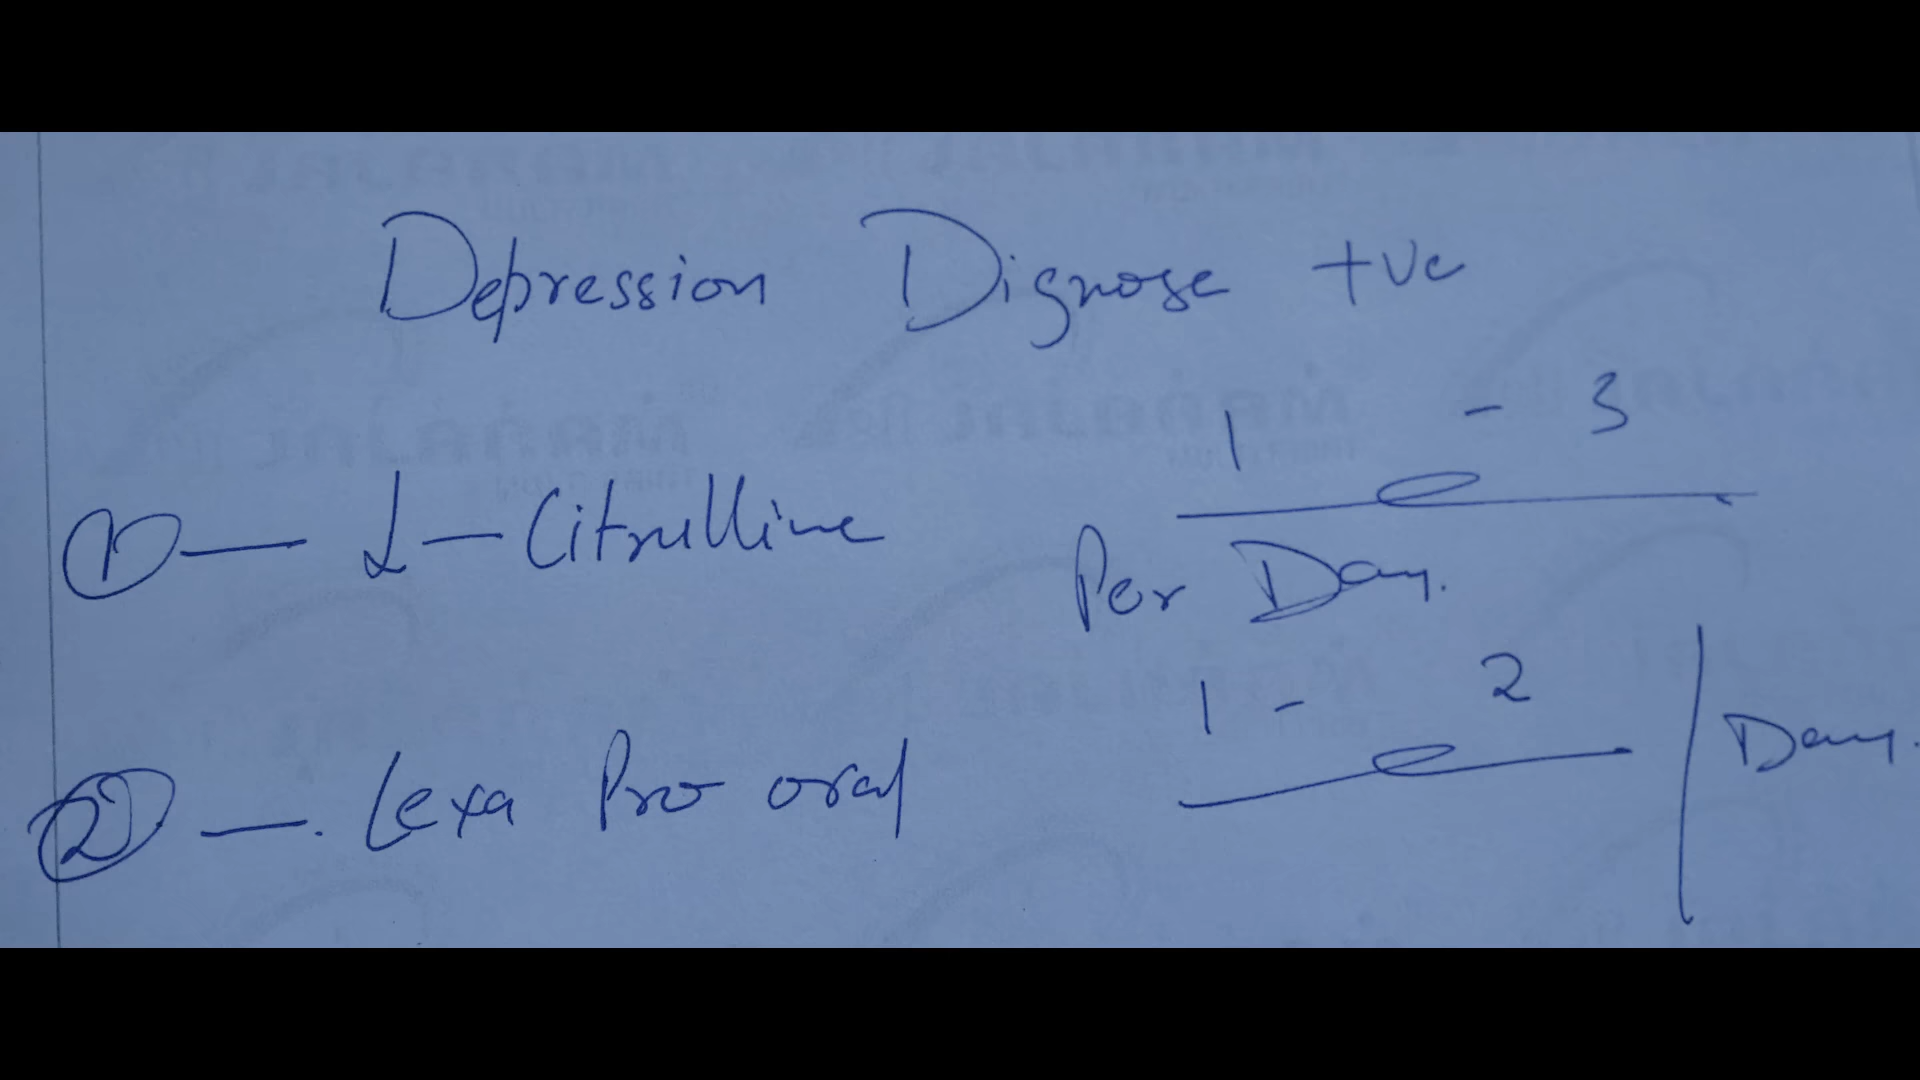 Depression Dignose +ve
1 - 3
① — L - Citrulline Per Day.
1 - 2
② — Lexa Pro oral | Day.